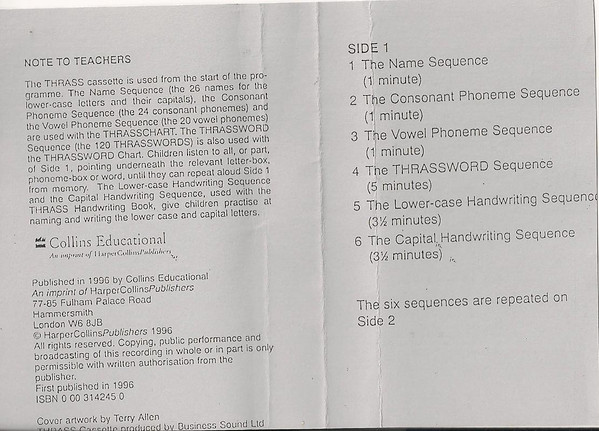 NOTE TO TEACHERS
The THRASS cassette is used from the start of the pro-
gramme. The Name Sequence (the 26 names for the
lower-case letters and their capitals), the Consonant
Phoneme Sequence (the 24 consonant phonemes) and
the Vowel Phoneme Sequence (the 20 vowel phonemes)
are used with the THRASSCHART. The THRASSWORD
Sequence (the 120 THRASSWORDS) is also used with
the THRASSWORD Chart. Children listen to all, or part,
of Side 1, pointing underneath the relevant letter-box,
phoneme-box or word, until they can repeat aloud Side 1
from memory. The Lower-case Handwriting Sequence
and the Capital Handwriting Sequence, used with the
THRASS Handwriting Book, give children practise at
naming and writing the lower case and capital letters.
Collins Educational
An imprint of HarperCollinsPublishers
Published in 1996 by Collins Educational
An imprint of HarperCollinsPublishers
77-85 Fulham Palace Road
Hammersmith
London W6 8JB
© HarperCollinsPublishers 1996
All rights reserved. Copying, public performance and
broadcasting of this recording in whole or in part is only
permissible with written authorisation from the
publisher.
First published in 1996
ISBN 0 00 314245 0
Cover artwork by Terry Allen
THRASS Cassette produced by Business Sound Ltd
SIDE 1
1 The Name Sequence
(1 minute)
2 The Consonant Phoneme Sequence
(1 minute)
3 The Vowel Phoneme Sequence
(1 minute)
4 The THRASSWORD Sequence
(5 minutes)
5 The Lower-case Handwriting Sequence
(3½ minutes)
6 The Capital Handwriting Sequence
(3½ minutes)
The six sequences are repeated on
Side 2